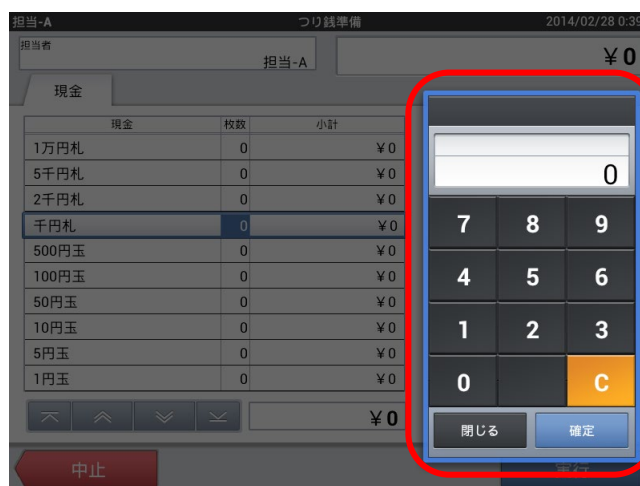 担当-A つり銭準備 2014/02/28 0:39
担当者
担当-A
¥0
現金
現金 枚数 小計
1万円札 0 ¥0
5千円札 0 ¥0
2千円札 0 ¥0
千円札 0 ¥0
500円玉 0 ¥0
100円玉 0 ¥0
50円玉 0 ¥0
10円玉 0 ¥0
5円玉 0 ¥0
1円玉 0 ¥0
¥0
中止
実行
0
7 8 9
4 5 6
1 2 3
0 C
閉じる 確定